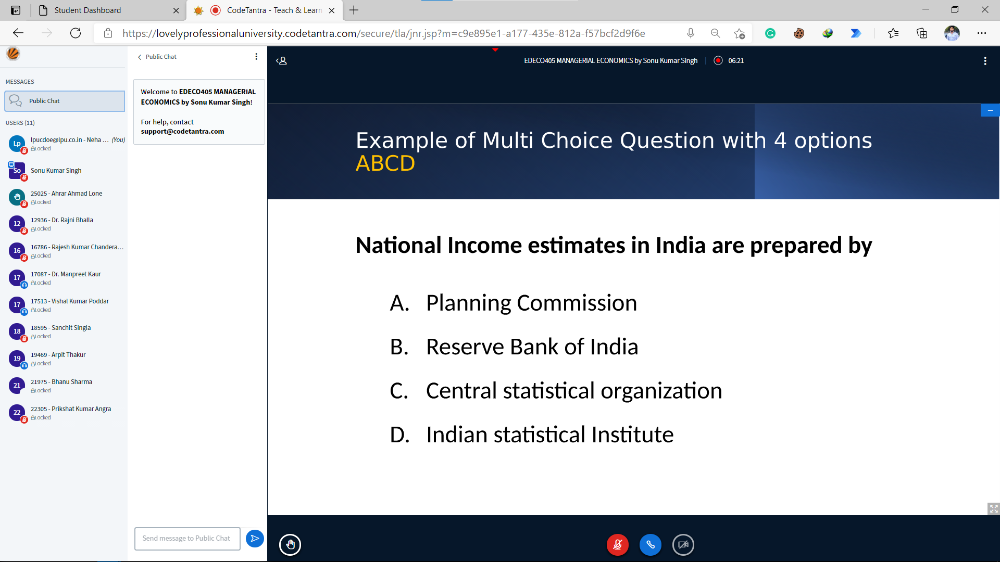 Student Dashboard
CodeTantra - Teach & Learn
https://lovelyprofessionaluniversity.codetantra.com/secure/tla/jnr.jsp?m=c9e895e1-a177-435e-812a-f57bcf2d9f6e
MESSAGES
Public Chat
USERS (11)
Lp
lpucdoe@lpu.co.in - Neha ... (You)
Locked
So
Sonu Kumar Singh
25025 - Ahrar Ahmad Lone
Locked
12
12936 - Dr. Rajni Bhalla
Locked
16
16786 - Rajesh Kumar Chandera...
Locked
17
17087 - Dr. Manpreet Kaur
Locked
17
17513 - Vishal Kumar Poddar
Locked
18
18595 - Sanchit Singla
Locked
19
19469 - Arpit Thakur
Locked
21
21975 - Bhanu Sharma
Locked
22
22305 - Prikshat Kumar Angra
Locked
Public Chat
Welcome to EDECO405 MANAGERIAL
ECONOMICS by Sonu Kumar Singh!
For help, contact
support@codetantra.com
Send message to Public Chat
EDECO405 MANAGERIAL ECONOMICS by Sonu Kumar Singh
06:21
Example of Multi Choice Question with 4 options
ABCD
National Income estimates in India are prepared by
A. Planning Commission
B. Reserve Bank of India
C. Central statistical organization
D. Indian statistical Institute